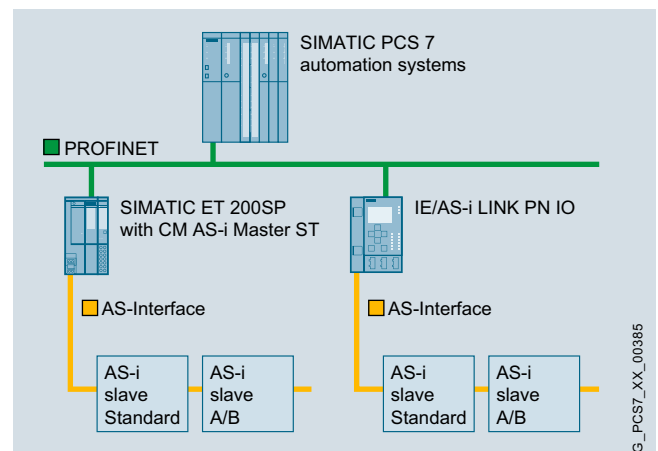 SIMATIC PCS 7
automation systems
PROFINET
SIMATIC ET 200SP
with CM AS-i Master ST
IE/AS-i LINK PN IO
AS-Interface
AS-Interface
AS-i
slave
Standard
AS-i
slave
A/B
AS-i
slave
Standard
AS-i
slave
A/B
G_PCS7_XX_00385